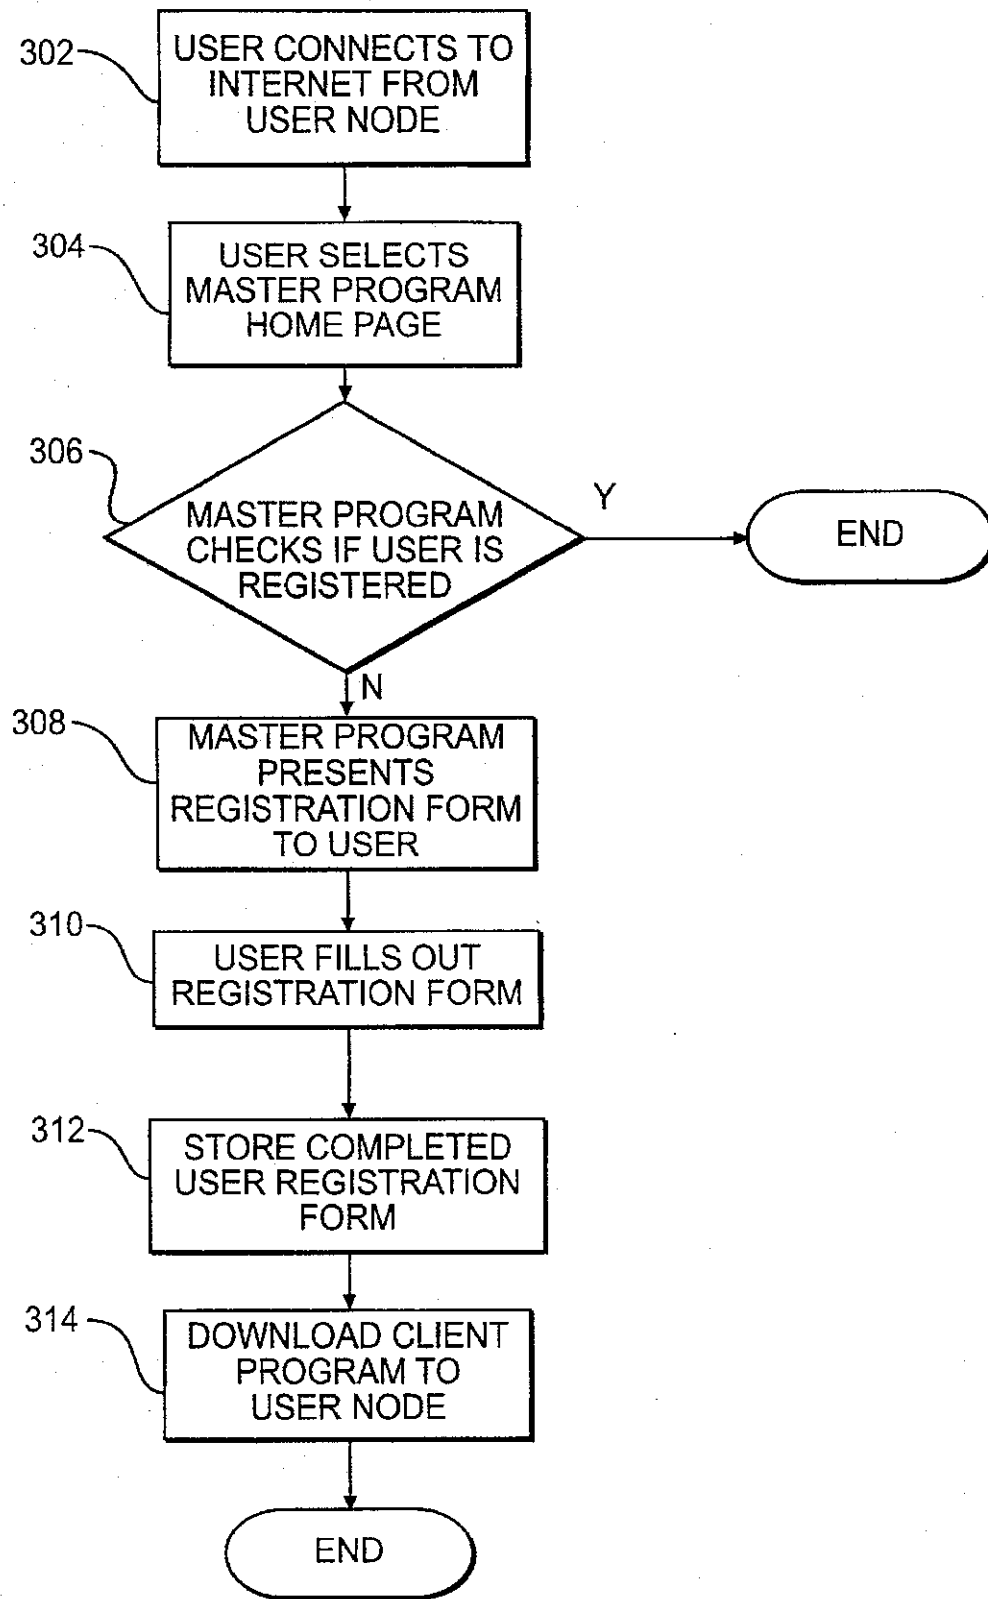 302
USER CONNECTS TO
INTERNET FROM
USER NODE
304
USER SELECTS
MASTER PROGRAM
HOME PAGE
306
MASTER PROGRAM
CHECKS IF USER IS
REGISTERED
Y
END
N
308
MASTER PROGRAM
PRESENTS
REGISTRATION FORM
TO USER
310
USER FILLS OUT
REGISTRATION FORM
312
STORE COMPLETED
USER REGISTRATION
FORM
314
DOWNLOAD CLIENT
PROGRAM TO
USER NODE
END